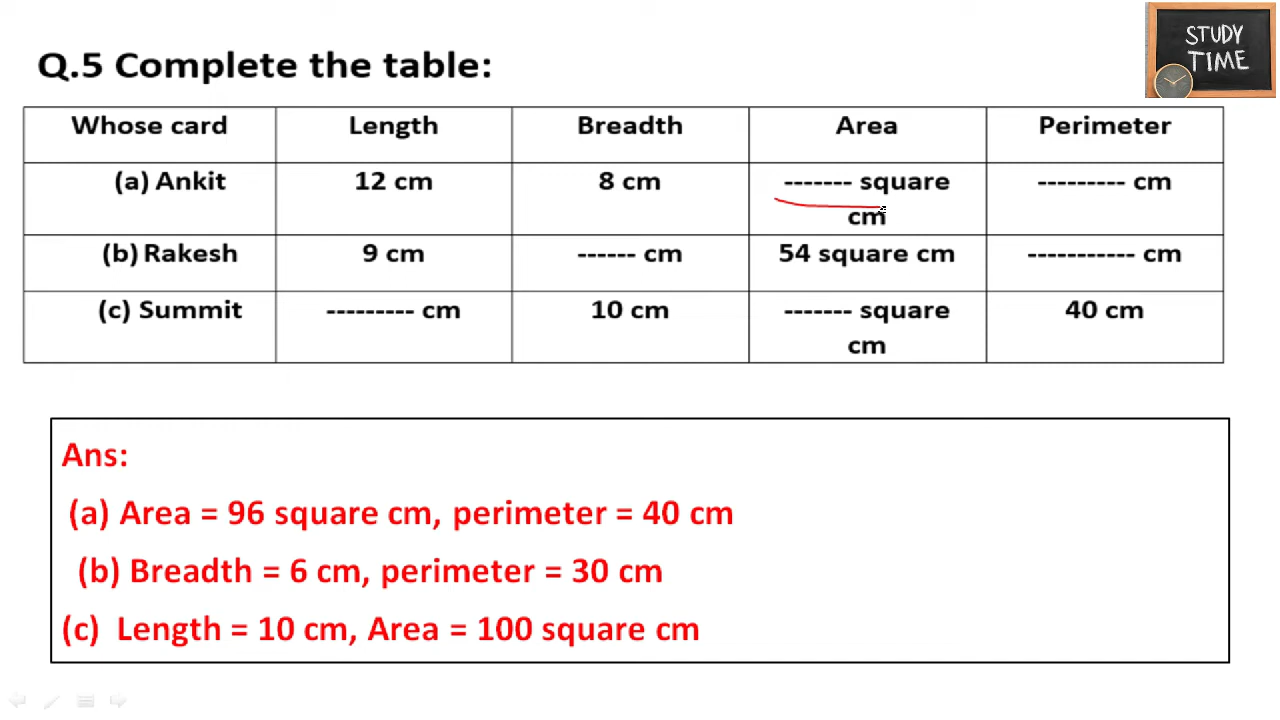 STUDY
TIME
Q.5 Complete the table:
Whose card Length Breadth Area Perimeter
(a) Ankit 12 cm 8 cm ------- square --------- cm
cm
(b) Rakesh 9 cm ------ cm 54 square cm ----------- cm
(c) Summit --------- cm 10 cm ------- square 40 cm
cm
Ans:
(a) Area = 96 square cm, perimeter = 40 cm
(b) Breadth = 6 cm, perimeter = 30 cm
(c) Length = 10 cm, Area = 100 square cm